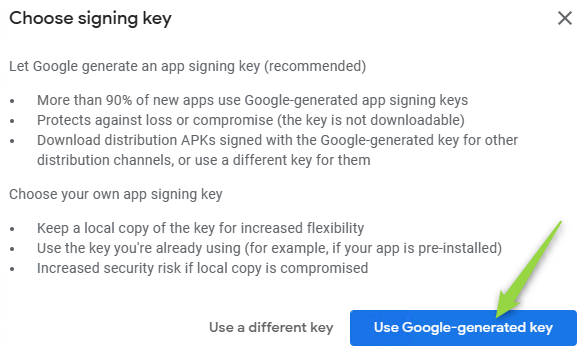 Choose signing key
Let Google generate an app signing key (recommended)
• More than 90% of new apps use Google-generated app signing keys
• Protects against loss or compromise (the key is not downloadable)
• Download distribution APKs signed with the Google-generated key for other
distribution channels, or use a different key for them
Choose your own app signing key
• Keep a local copy of the key for increased flexibility
• Use the key you're already using (for example, if your app is pre-installed)
• Increased security risk if local copy is compromised
Use a different key Use Google-generated key